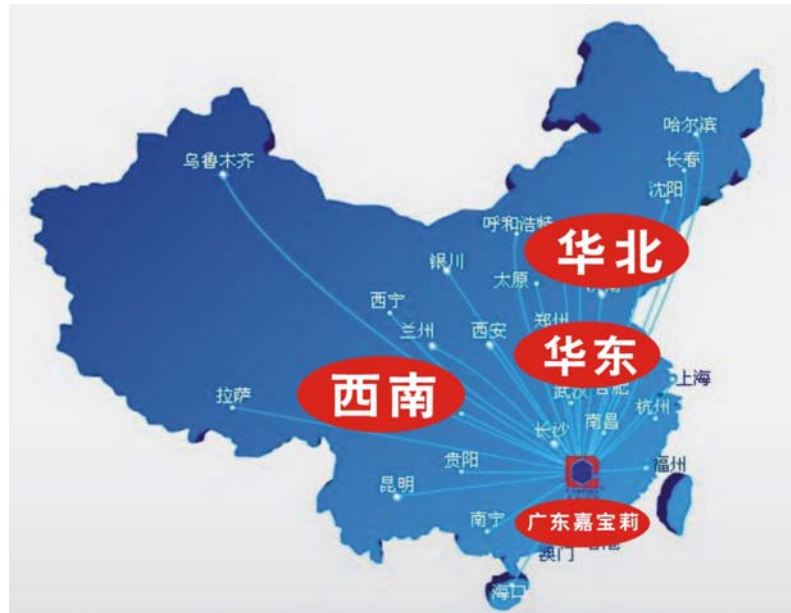 哈尔滨
长春
乌鲁木齐
沈阳
呼和浩特
华北
银川
太原
西宁
郑州
兰州
西安
华东
上海
西南
拉萨
武汉
合肥
杭州
长沙
南昌
贵阳
福州
昆明
南宁
广东嘉宝莉
澳门
海口